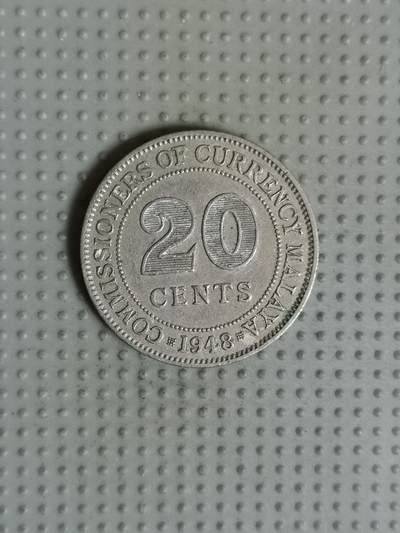 COMMISSIONERS OF CURRENCY MALAYA
20
CENTS
1948